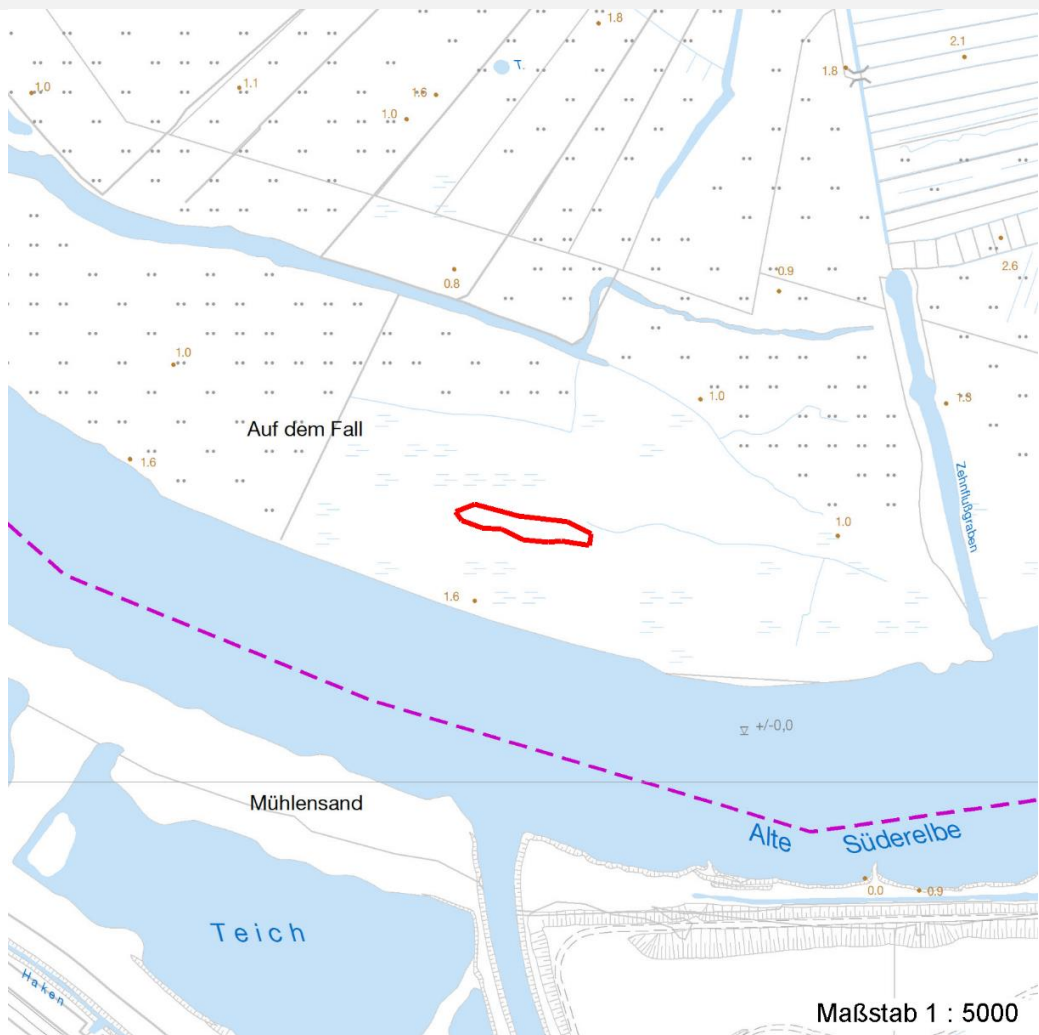 1.8
2.1
T.
1.8
1.0
1.1
1.6
1.0
2.6
0.8
0.9
1.0
1.0
1.8
Auf dem Fall
1.6
Zehnflußgraben
1.0
1.6
+/-0,0
Mühlensand
Alte Süderelbe
0.0
0.9
Teich
Haken
Maßstab 1 : 5000